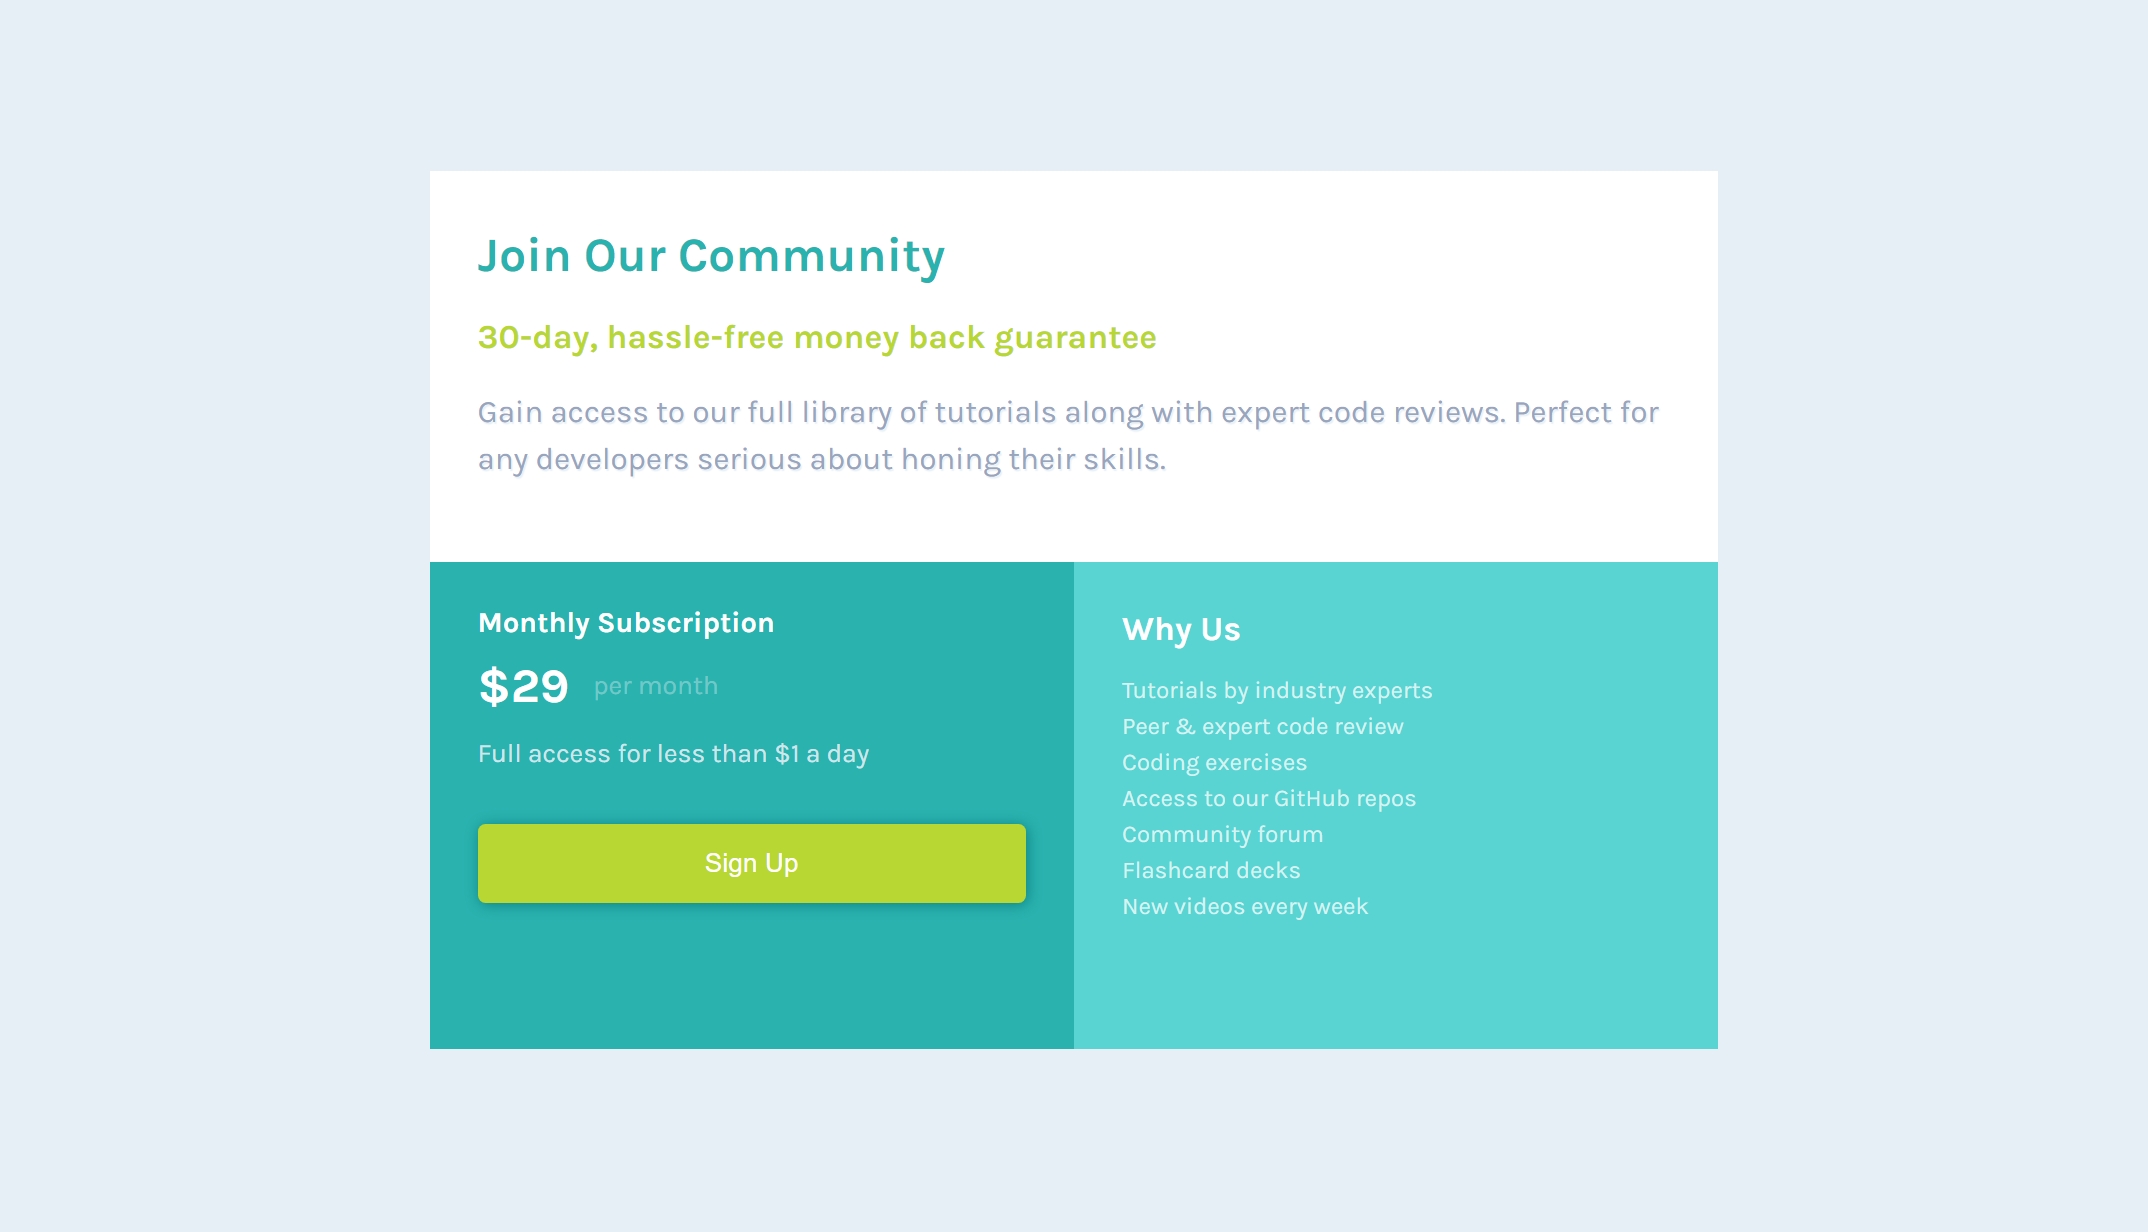 Join Our Community
30-day, hassle-free money back guarantee
Gain access to our full library of tutorials along with expert code reviews. Perfect for
any developers serious about honing their skills.
Monthly Subscription
$29 per month
Full access for less than $1 a day
Sign Up
Why Us
Tutorials by industry experts
Peer & expert code review
Coding exercises
Access to our GitHub repos
Community forum
Flashcard decks
New videos every week